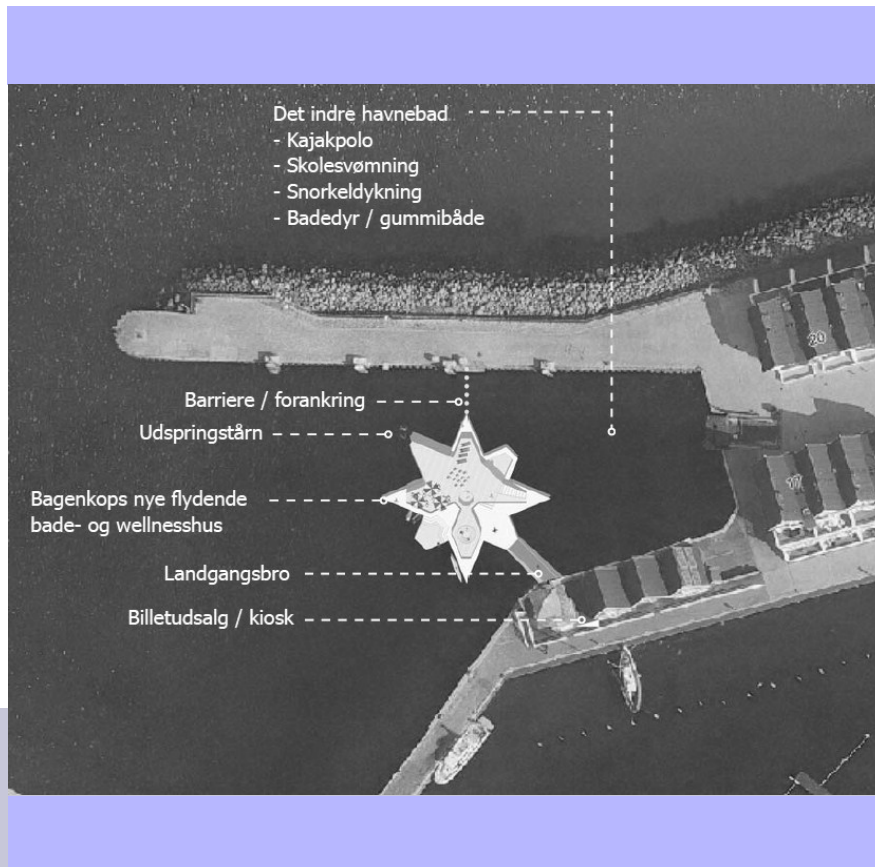 Det indre havnebad
- Kajakpolo
- Skolesvømning
- Snorkeldykning
- Badedyr / gummibåde
20
Barriere / forankring
Udspringstårn
17
Bagenkops nye flydende
bade- og wellnesshus
Landgangsbro
Billetudsalg / kiosk